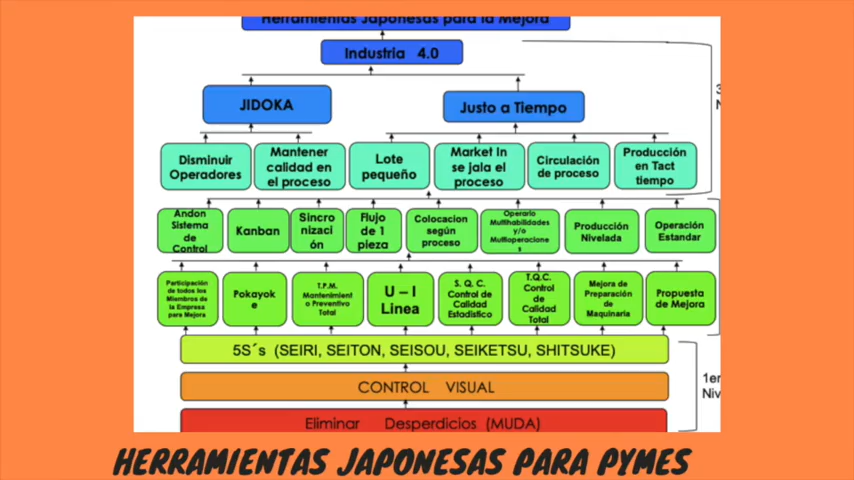 Herramientas Japonesas para la Mejora
Industria 4.0
JIDOKA
Justo a Tiempo
Disminuir
Operadores
Mantener
calidad en
el proceso
Lote
pequeño
Market In
se jala el
proceso
Circulación
de proceso
Producción
en Tact
tiempo
Andon
Sistema
de
Control
Kanban
Sincro
nizaci
ón
Flujo
de 1
pieza
Colocacion
según
proceso
Operario
Multihabilidades
y/o
Multioperacione
s
Producción
Nivelada
Operación
Estandar
Participación
de todos los
Miembros de
la Empresa
para Mejora
Pokayok
e
T.P.M.
Mantenimient
o Preventivo
Total
U – I
Linea
S. Q. C.
Control de
Calidad
Estadistico
T.Q.C.
Control
de
Calidad
Total
Mejora de
Preparación
de
Maquinaria
Propuesta
de Mejora
5S´s (SEIRI, SEITON, SEISOU, SEIKETSU, SHITSUKE)
CONTROL VISUAL
1er
Niv
Eliminar Desperdicios (MUDA)
HERRAMIENTAS JAPONESAS PARA PYMES